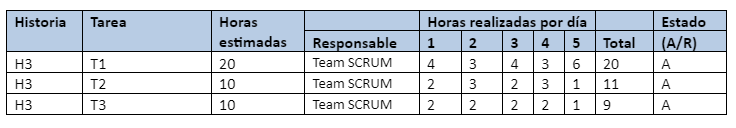 Historia Tarea Horas estimadas Responsable Horas realizadas por día Total Estado (A/R)
1 2 3 4 5
H3 T1 20 Team SCRUM 4 3 4 3 6 20 A
H3 T2 10 Team SCRUM 2 3 2 3 1 11 A
H3 T3 10 Team SCRUM 2 2 2 2 1 9 A